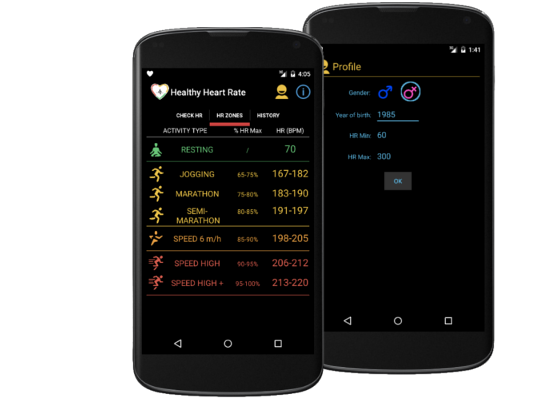 4:05
Healthy Heart Rate
CHECK HR HR ZONES HISTORY
ACTIVITY TYPE % HR Max HR (BPM)
RESTING / 70
JOGGING 65-75% 167-182
MARATHON 75-80% 183-190
SEMI-MARATHON 80-85% 191-197
SPEED 6 m/h 85-90% 198-205
SPEED HIGH 90-95% 206-212
SPEED HIGH + 95-100% 213-220
1:41
Profile
Gender:
Year of birth: 1985
HR Min: 60
HR Max: 300
OK